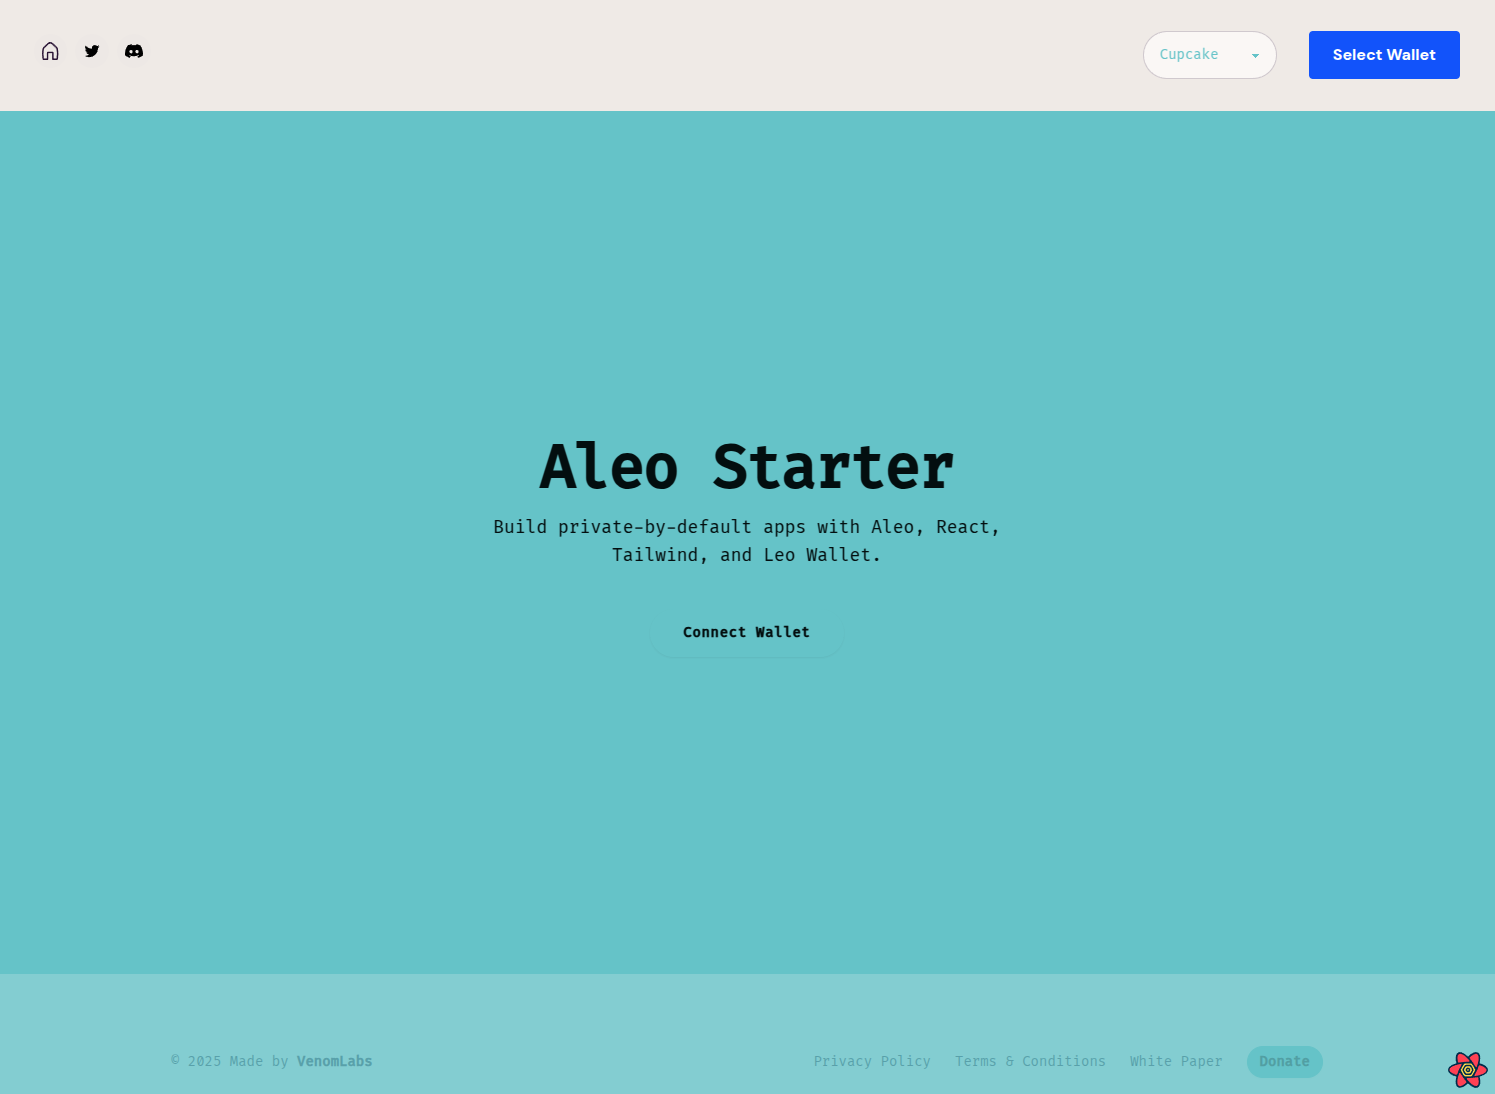 Cupcake
Select Wallet
Aleo Starter
Build private-by-default apps with Aleo, React,
Tailwind, and Leo Wallet.
Connect Wallet
© 2025 Made by VenomLabs
Privacy Policy
Terms & Conditions
White Paper
Donate